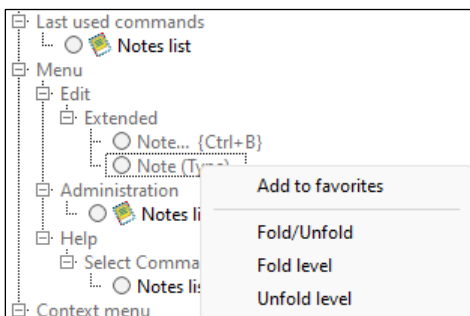 Last used commands
Notes list
Menu
Edit
Extended
Note... {Ctrl+B}
Note (Type)
Add to favorites
Administration
Notes li
Fold/Unfold
Help
Select Comma
Fold level
Notes lis
Unfold level
Context menu